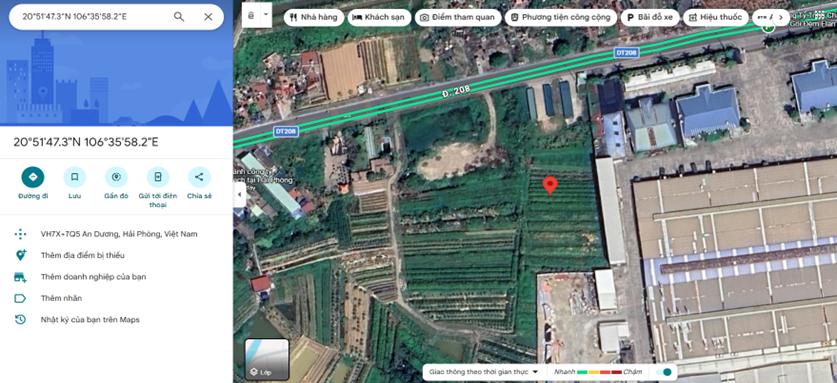 20°51'47.3"N 106°35'58.2"E
20°51'47.3"N 106°35'58.2"E
Đường đi
Lưu
Gần đó
Gửi tới điện thoại
Chia sẻ
VH7X+7Q5 An Dương, Hải Phòng, Việt Nam
Thêm địa điểm bị thiếu
Thêm doanh nghiệp của bạn
Thêm nhãn
Nhật ký của bạn trên Maps
Nhà hàng
Khách sạn
Điểm tham quan
Phương tiện công cộng
Bãi đỗ xe
Hiệu thuốc
DT208
Đ. 208
DT208
Lớp
Giao thông theo thời gian thực
Nhanh
Chậm